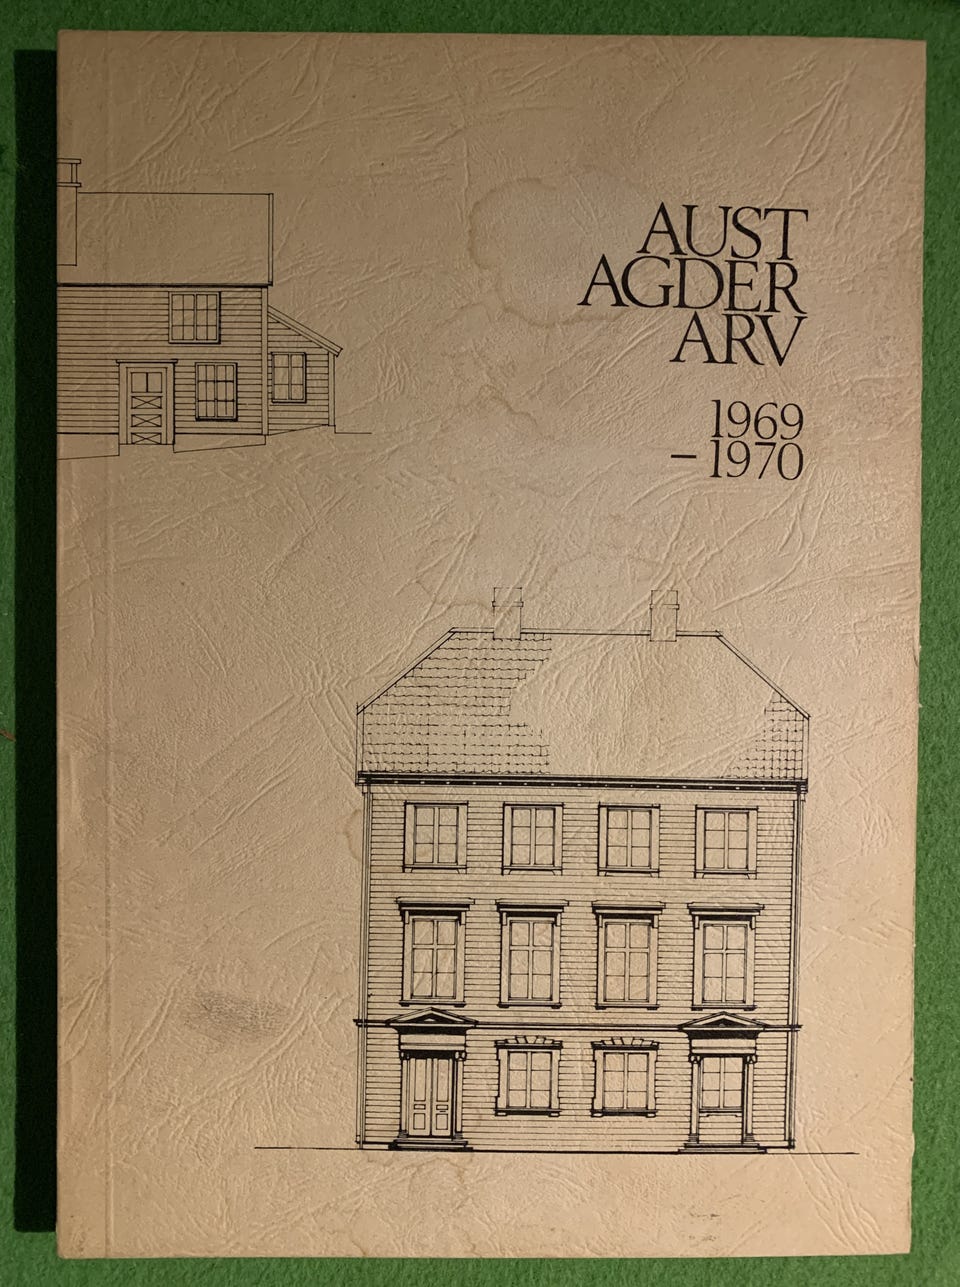 AUST
AGDER
ARV
1969
– 1970